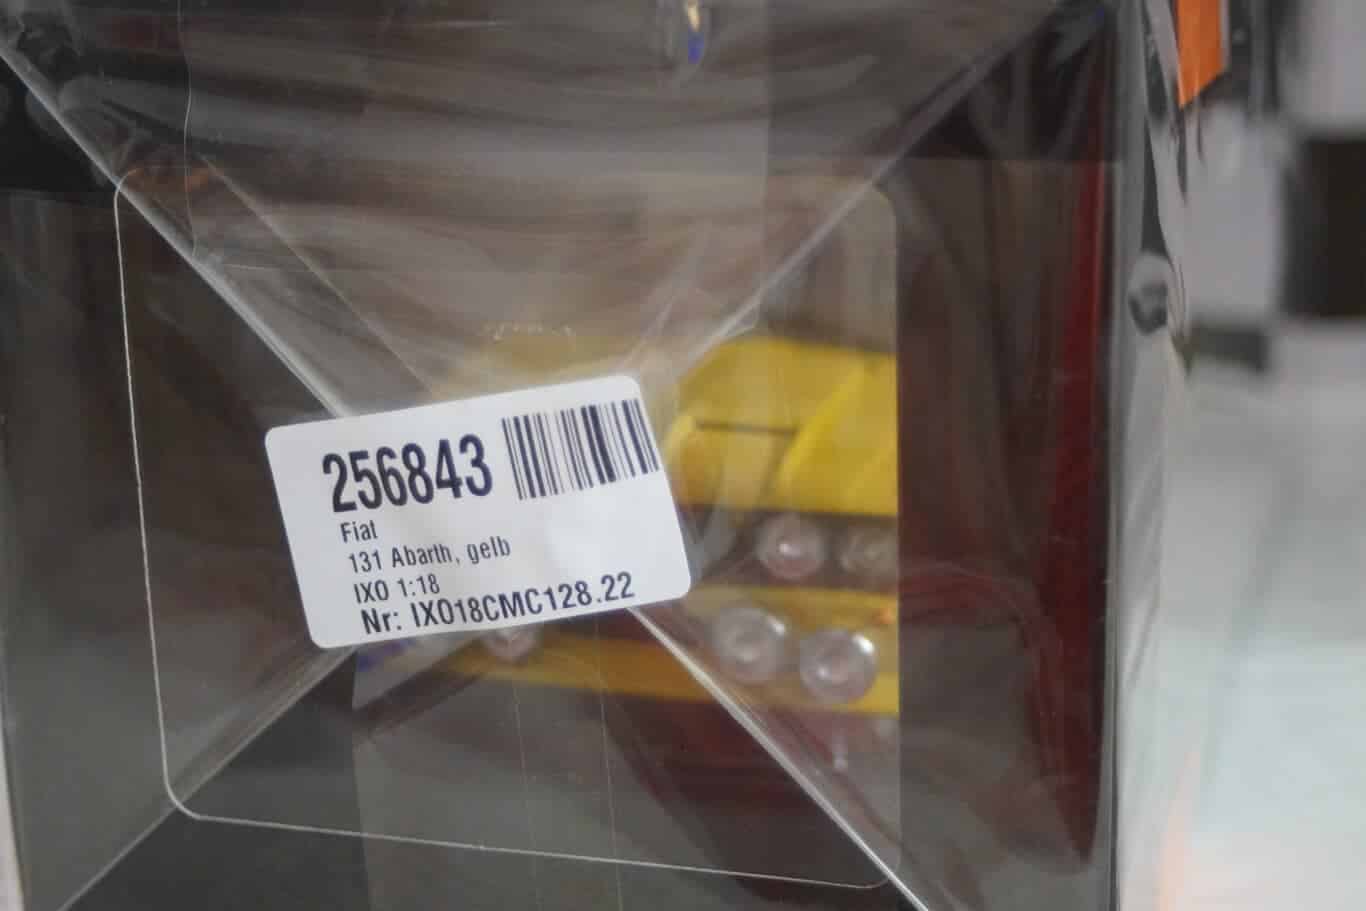 256843
Fiat
131 Abarth, gelb
IXO 1:18
Nr: IXO18CMC128.22